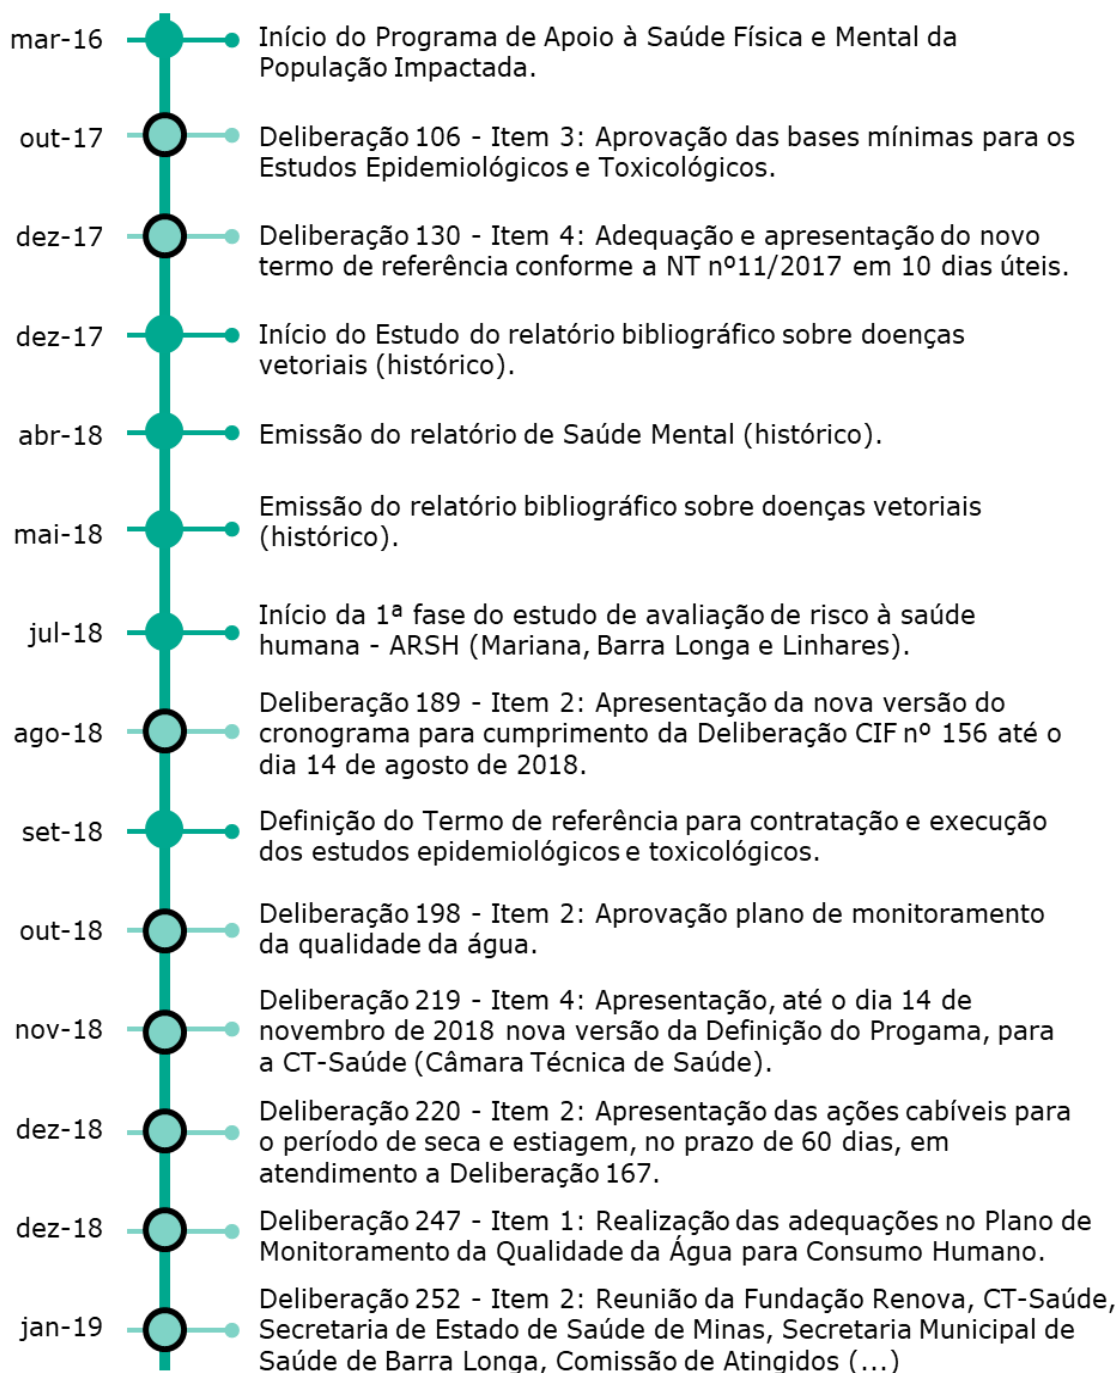 mar-16
Início do Programa de Apoio à Saúde Física e Mental da
População Impactada.
out-17
Deliberação 106 - Item 3: Aprovação das bases mínimas para os
Estudos Epidemiológicos e Toxicológicos.
dez-17
Deliberação 130 - Item 4: Adequação e apresentação do novo
termo de referência conforme a NT nº11/2017 em 10 dias úteis.
dez-17
Início do Estudo do relatório bibliográfico sobre doenças
vetoriais (histórico).
abr-18
Emissão do relatório de Saúde Mental (histórico).
mai-18
Emissão do relatório bibliográfico sobre doenças vetoriais
(histórico).
jul-18
Início da 1ª fase do estudo de avaliação de risco à saúde
humana - ARSH (Mariana, Barra Longa e Linhares).
ago-18
Deliberação 189 - Item 2: Apresentação da nova versão do
cronograma para cumprimento da Deliberação CIF nº 156 até o
dia 14 de agosto de 2018.
set-18
Definição do Termo de referência para contratação e execução
dos estudos epidemiológicos e toxicológicos.
out-18
Deliberação 198 - Item 2: Aprovação plano de monitoramento
da qualidade da água.
nov-18
Deliberação 219 - Item 4: Apresentação, até o dia 14 de
novembro de 2018 nova versão da Definição do Progama, para
a CT-Saúde (Câmara Técnica de Saúde).
dez-18
Deliberação 220 - Item 2: Apresentação das ações cabíveis para
o período de seca e estiagem, no prazo de 60 dias, em
atendimento a Deliberação 167.
dez-18
Deliberação 247 - Item 1: Realização das adequações no Plano de
Monitoramento da Qualidade da Água para Consumo Humano.
jan-19
Deliberação 252 - Item 2: Reunião da Fundação Renova, CT-Saúde,
Secretaria de Estado de Saúde de Minas, Secretaria Municipal de
Saúde de Barra Longa, Comissão de Atingidos (...)